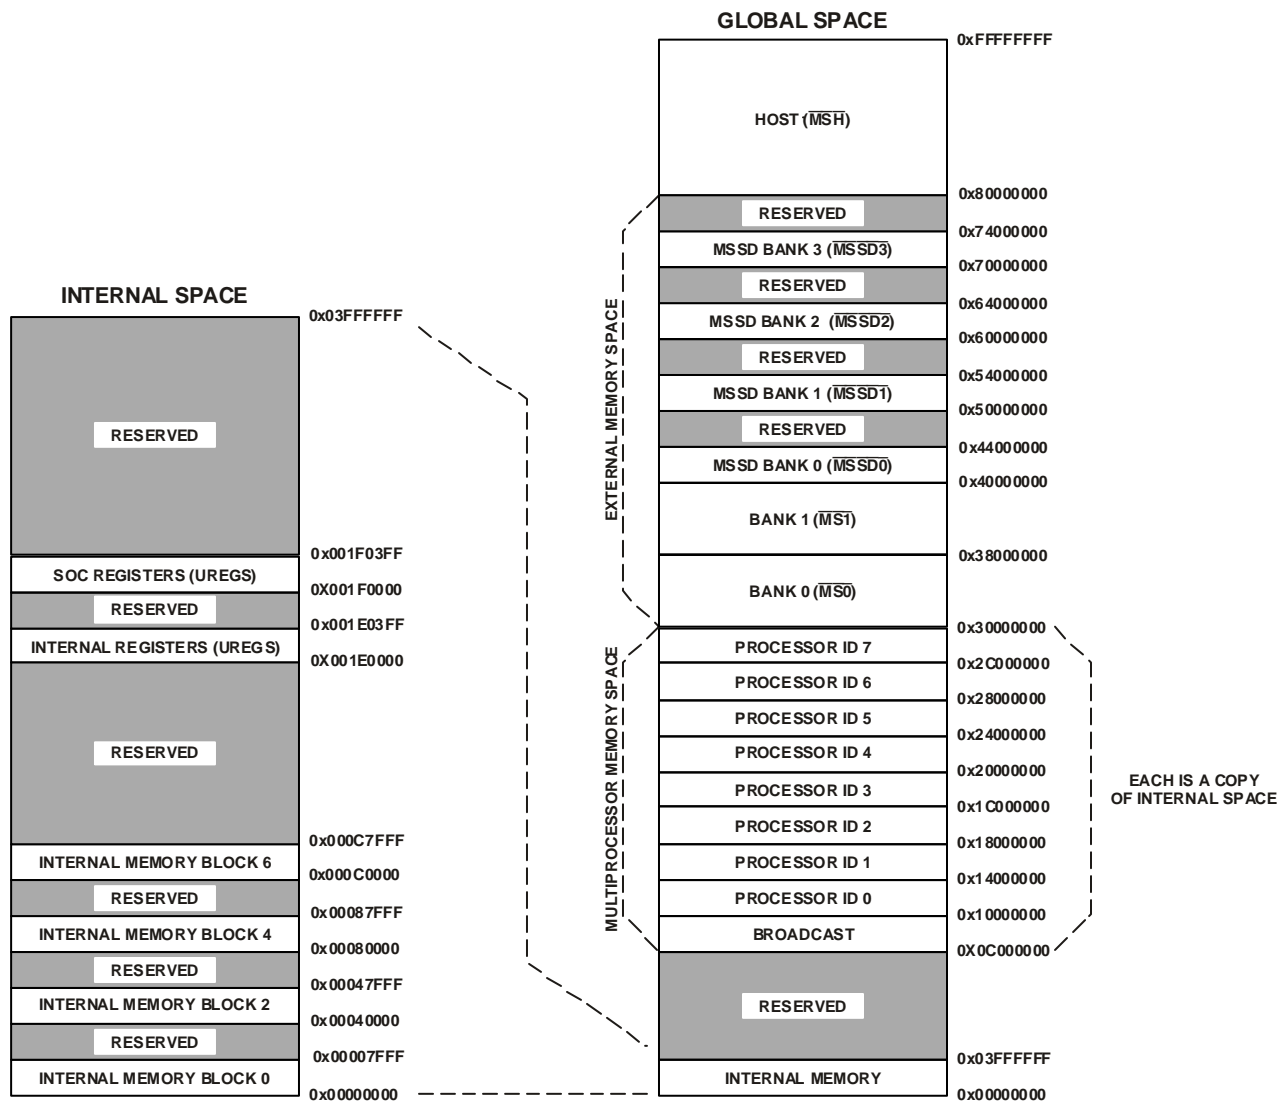 GLOBAL SPACE
0xFFFFFFFF
HOST (MSH)
0x80000000
RESERVED
0x74000000
MSSD BANK 3 (MSSD3)
0x70000000
RESERVED
0x64000000
MSSD BANK 2 (MSSD2)
0x60000000
RESERVED
0x54000000
MSSD BANK 1 (MSSD1)
0x50000000
RESERVED
0x44000000
MSSD BANK 0 (MSSD0)
0x40000000
BANK 1 (MS1)
0x38000000
BANK 0 (MS0)
0x30000000
PROCESSOR ID 7
0x2C000000
PROCESSOR ID 6
0x28000000
PROCESSOR ID 5
0x24000000
PROCESSOR ID 4
0x20000000
PROCESSOR ID 3
0x1C000000
PROCESSOR ID 2
0x18000000
PROCESSOR ID 1
0x14000000
PROCESSOR ID 0
0x10000000
BROADCAST
0X0C000000
RESERVED
0x03FFFFFF
INTERNAL MEMORY
0x00000000
EXTERNAL MEMORY SPACE
MULTIPROCESSOR MEMORY SPACE
EACH IS A COPY
OF INTERNAL SPACE
INTERNAL SPACE
0x03FFFFFF
RESERVED
0x001F03FF
SOC REGISTERS (UREGS)
0X001F0000
RESERVED
0x001E03FF
INTERNAL REGISTERS (UREGS)
0X001E0000
RESERVED
0x000C7FFF
INTERNAL MEMORY BLOCK 6
0x000C0000
RESERVED
0x00087FFF
INTERNAL MEMORY BLOCK 4
0x00080000
RESERVED
0x00047FFF
INTERNAL MEMORY BLOCK 2
0x00040000
RESERVED
0x00007FFF
INTERNAL MEMORY BLOCK 0
0x00000000